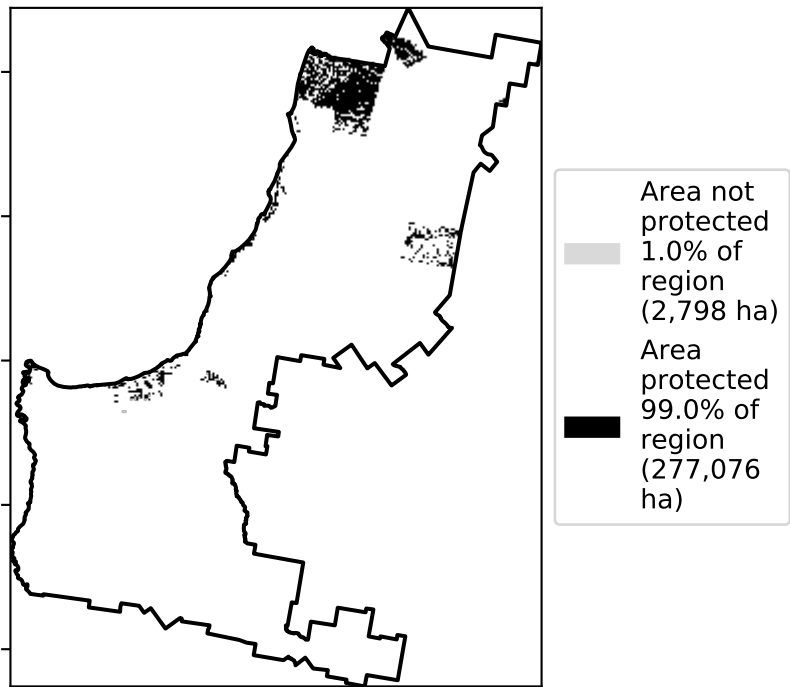 Area not
protected
1.0% of
region
(2,798 ha)
Area
protected
99.0% of
region
(277,076
ha)